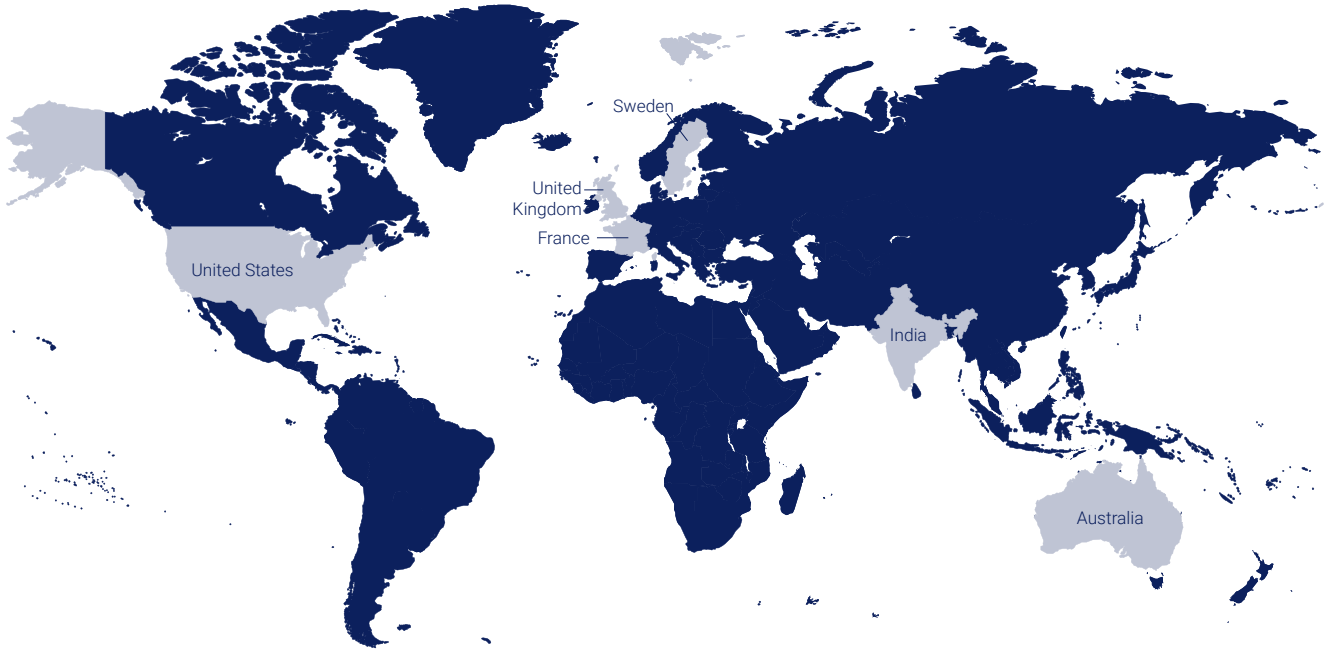 Sweden
United
Kingdom
France
United States
India
Australia